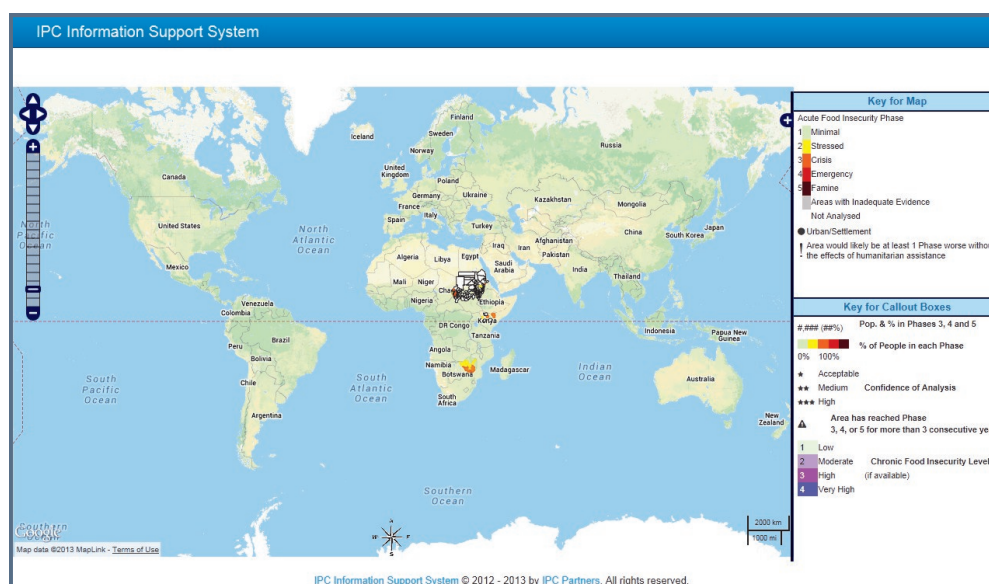 IPC Information Support System
Finland
Iceland
Sweden
Russia
Norway
Canada
United
Kingdom
Poland
Germany
Ukraine
France
Kazakhstan
Mongolia
Italy
Spain
Turkey
United States
North
Pacific
Ocean
North
Atlantic
Ocean
Japan
South Korea
China
Afghanistan
Iraq
Iran
Pakistan
Algeria
Libya
Egypt
Saudi
Arabia
Mexico
India
Mali
Niger
Thailand
Chad
Nigeria
Ethiopia
Venezuela
Colombia
Kenya
DR Congo
Tanzania
Indonesia
Papua New
Guinea
Peru
Brazil
Angola
Bolivia
Namibia
Botswana
Madagascar
Indian
Ocean
South
Pacific
Ocean
South
Atlantic
Ocean
Australia
Chile
South
Africa
Argentina
New
Zealand
Southern
Ocean
Southern
Google
2000 km
1000 mi
Map data ©2013 MapLink - Terms of Use
Key for Map
Acute Food Insecurity Phase
1 Minimal
2 Stressed
3 Crisis
4 Emergency
5 Famine
Areas with Inadequate Evidence
Not Analysed
Urban/Settlement
! Area would likely be at least 1 Phase worse withou
the effects of humanitarian assistance
Key for Callout Boxes
#,### (##%) Pop. & % in Phases 3, 4 and 5
% of People in each Phase
0% 100%
★ Acceptable
★★ Medium Confidence of Analysis
★★★ High
Area has reached Phase
3, 4, or 5 for more than 3 consecutive ye
1 Low
2 Moderate Chronic Food Insecurity Level
3 High (if available)
4 Very High
IPC Information Support System © 2012 - 2013 by IPC Partners. All rights reserved.